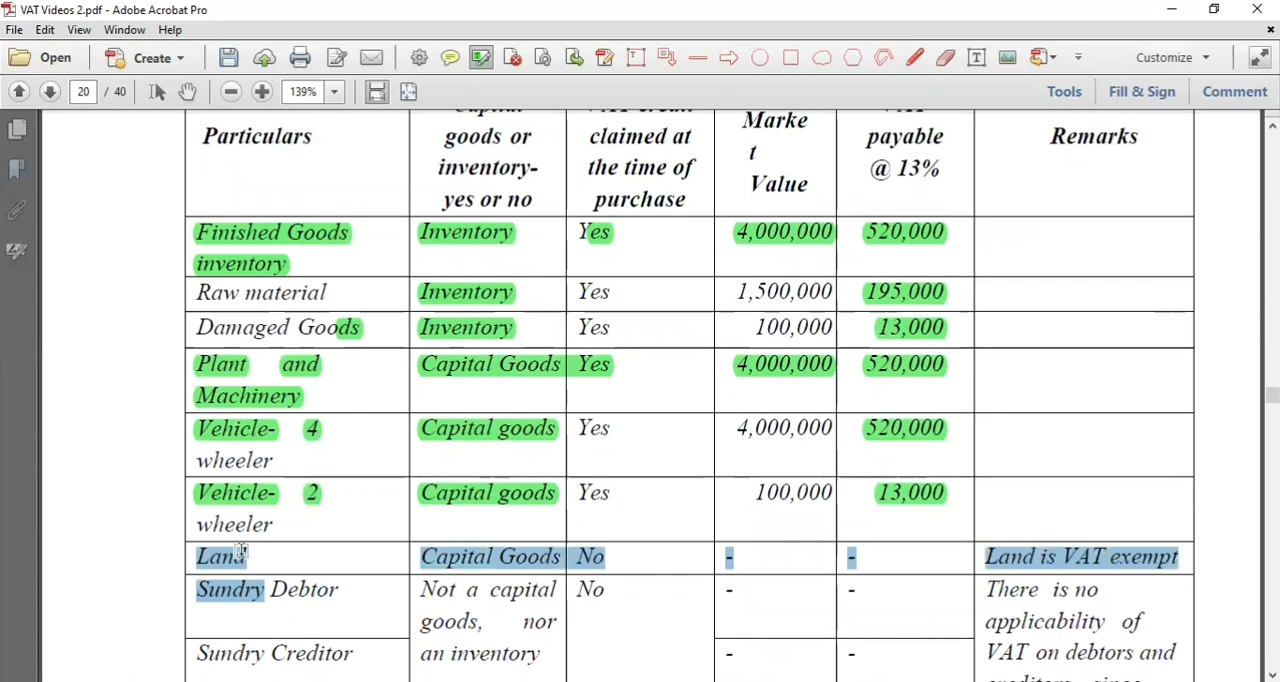 VAT Videos 2.pdf - Adobe Acrobat Pro
File Edit View Window Help
Open Create Customize
20 / 40 139% Tools Fill & Sign Comment
Particulars
goods or
inventory-
yes or no
claimed at
the time of
purchase
Marke
t
Value
payable
@ 13%
Remarks
Finished Goods Inventory Yes 4,000,000 520,000
inventory
Raw material Inventory Yes 1,500,000 195,000
Damaged Goods Inventory Yes 100,000 13,000
Plant and Capital Goods Yes 4,000,000 520,000
Machinery
Vehicle- 4 Capital goods Yes 4,000,000 520,000
wheeler
Vehicle- 2 Capital goods Yes 100,000 13,000
wheeler
Land Capital Goods No - - Land is VAT exempt
Sundry Debtor Not a capital No - - There is no
goods, nor applicability of
Sundry Creditor an inventory - - VAT on debtors and